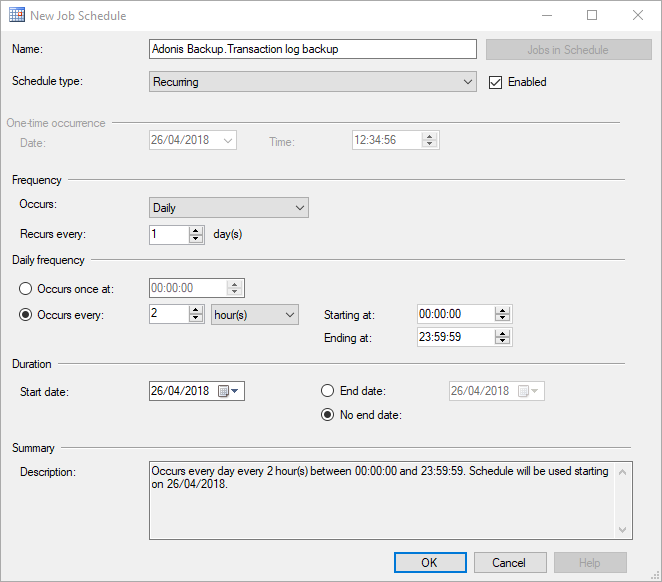 New Job Schedule
Name: Adonis Backup.Transaction log backup Jobs in Schedule
Schedule type: Recurring Enabled
One-time occurrence
Date: 26/04/2018 Time: 12:34:56
Frequency
Occurs: Daily
Recurs every: 1 day(s)
Daily frequency
Occurs once at: 00:00:00
Occurs every: 2 hour(s) Starting at: 00:00:00
Ending at: 23:59:59
Duration
Start date: 26/04/2018 End date: 26/04/2018
No end date:
Summary
Description: Occurs every day every 2 hour(s) between 00:00:00 and 23:59:59. Schedule will be used starting
on 26/04/2018.
OK Cancel Help